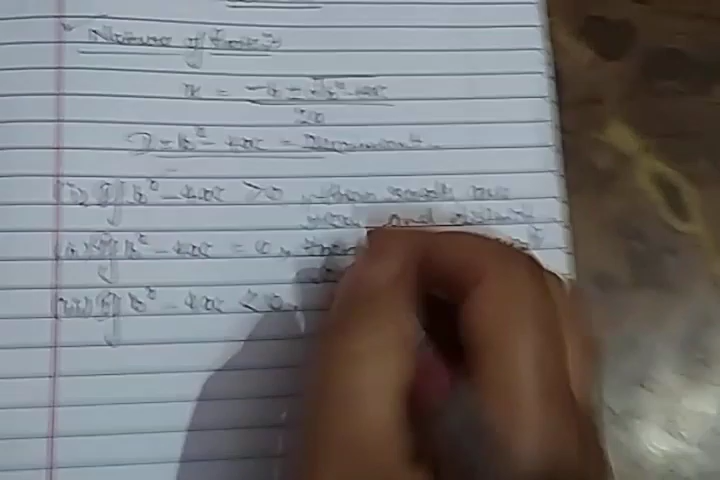 Nature of roots
x = -b ± √b² - 4ac
2a
D = b² - 4ac = Discriminant
(i) If b² - 4ac > 0, then roots are
real and distinct
(ii) If b² - 4ac = 0,
(iii) If b² - 4ac < 0,